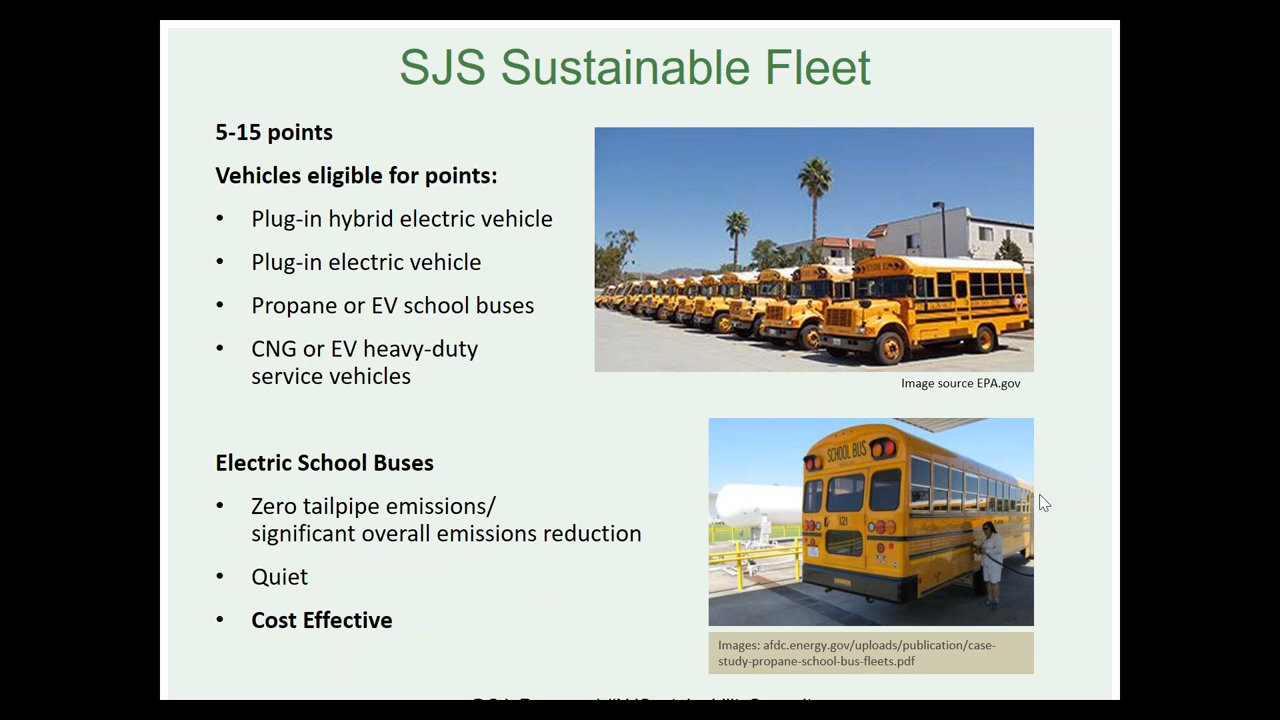 SJS Sustainable Fleet
5-15 points
Vehicles eligible for points:
• Plug-in hybrid electric vehicle
• Plug-in electric vehicle
• Propane or EV school buses
• CNG or EV heavy-duty
service vehicles
Image source EPA.gov
Electric School Buses
• Zero tailpipe emissions/
significant overall emissions reduction
• Quiet
• Cost Effective
SCHOOL BUS
121
Images: afdc.energy.gov/uploads/publication/case-
study-propane-school-bus-fleets.pdf